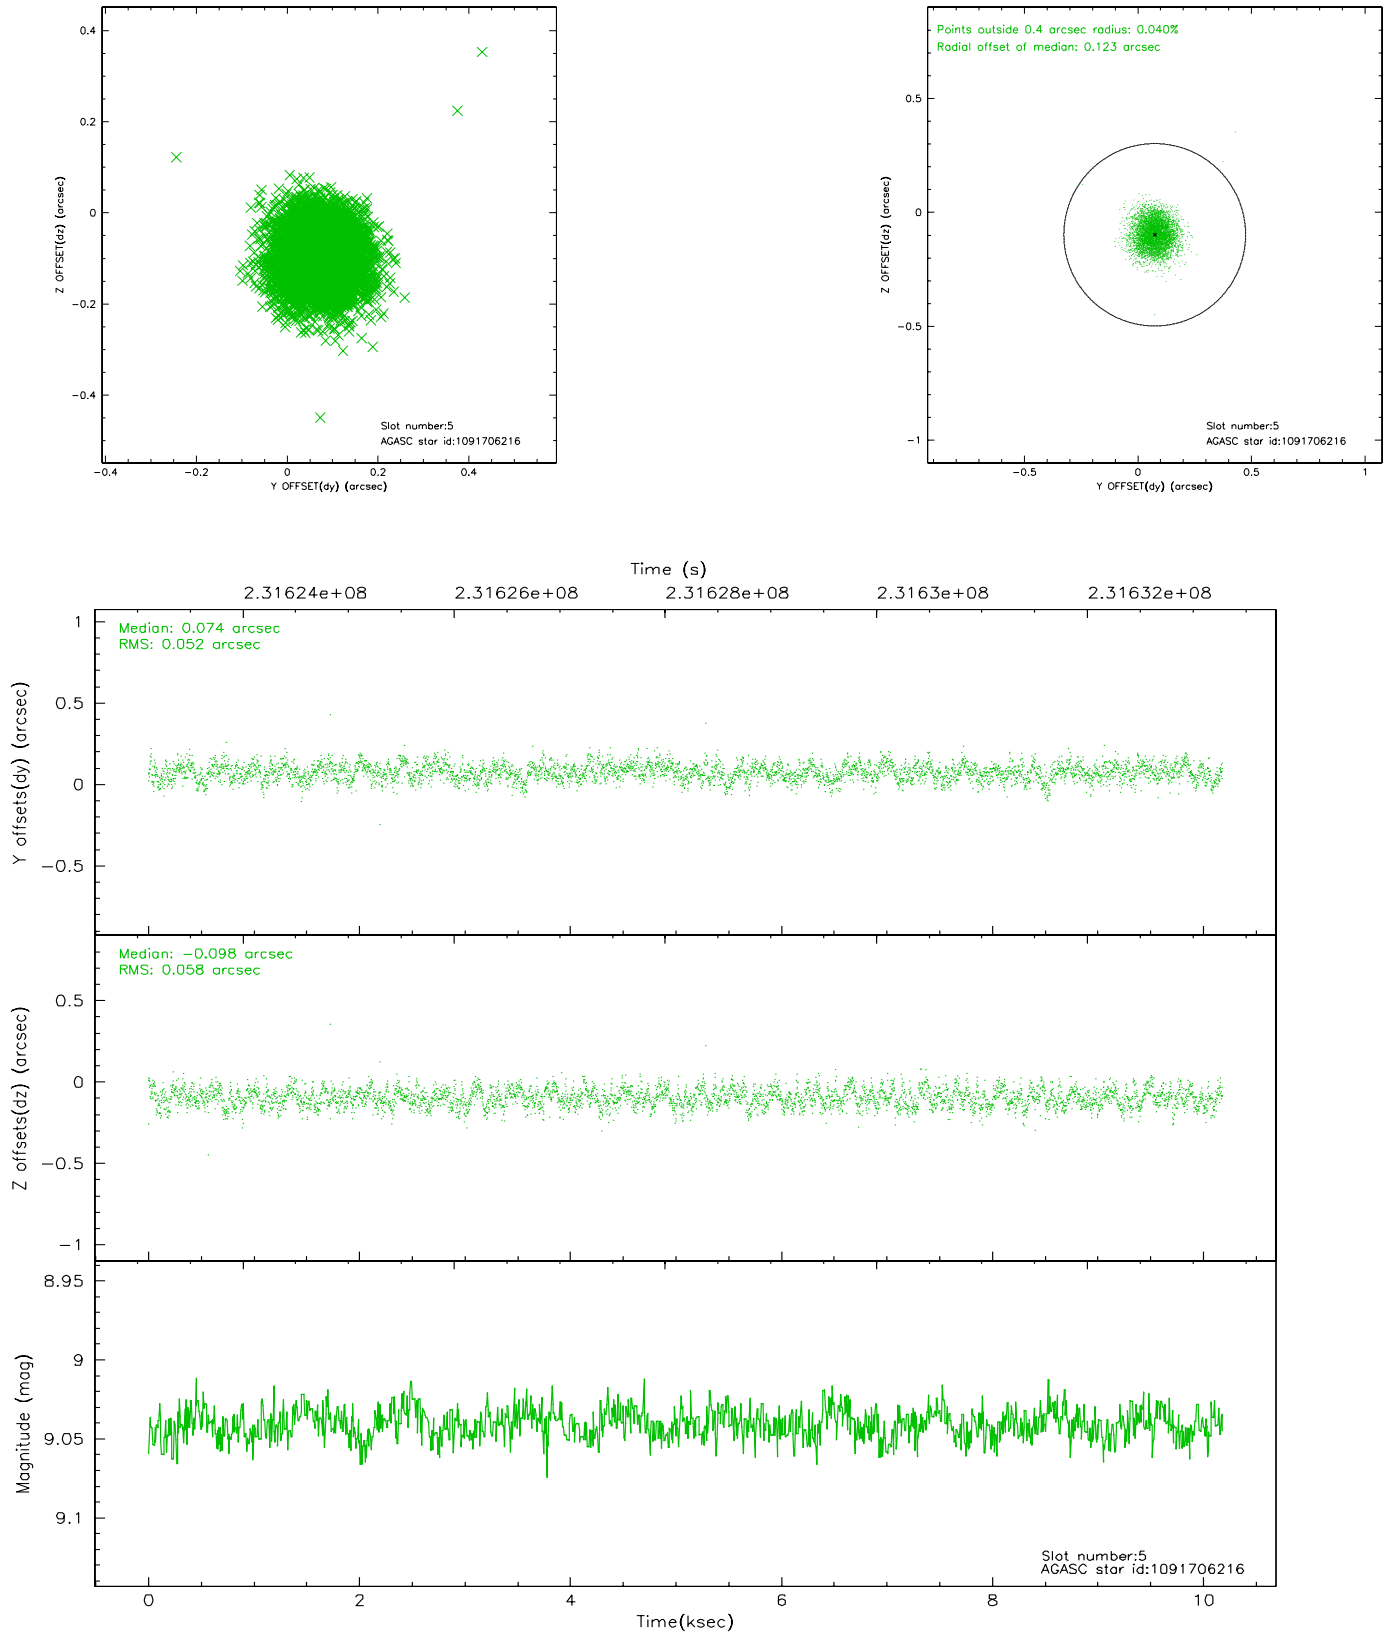 0.4
0.2
0
−0.2
−0.4
Z OFFSET(dz) (arcsec)
Slot number:5
AGASC star id:1091706216
−0.4
−0.2
0
0.2
0.4
Y OFFSET(dy) (arcsec)
Points outside 0.4 arcsec radius: 0.040%
Radial offset of median: 0.123 arcsec
0.5
0
−0.5
−1
Z OFFSET(dz) (arcsec)
Slot number:5
AGASC star id:1091706216
−0.5
0
0.5
1
Y OFFSET(dy) (arcsec)
Time (s)
2.31624e+08
2.31626e+08
2.31628e+08
2.3163e+08
2.31632e+08
Median: 0.074 arcsec
RMS: 0.052 arcsec
1
0.5
0
−0.5
Y offsets(dy) (arcsec)
Median: −0.098 arcsec
RMS: 0.058 arcsec
0.5
0
−0.5
−1
Z offsets(dz) (arcsec)
8.95
9
9.05
9.1
Magnitude (mag)
Slot number:5
AGASC star id:1091706216
0
2
4
6
8
10
Time(ksec)